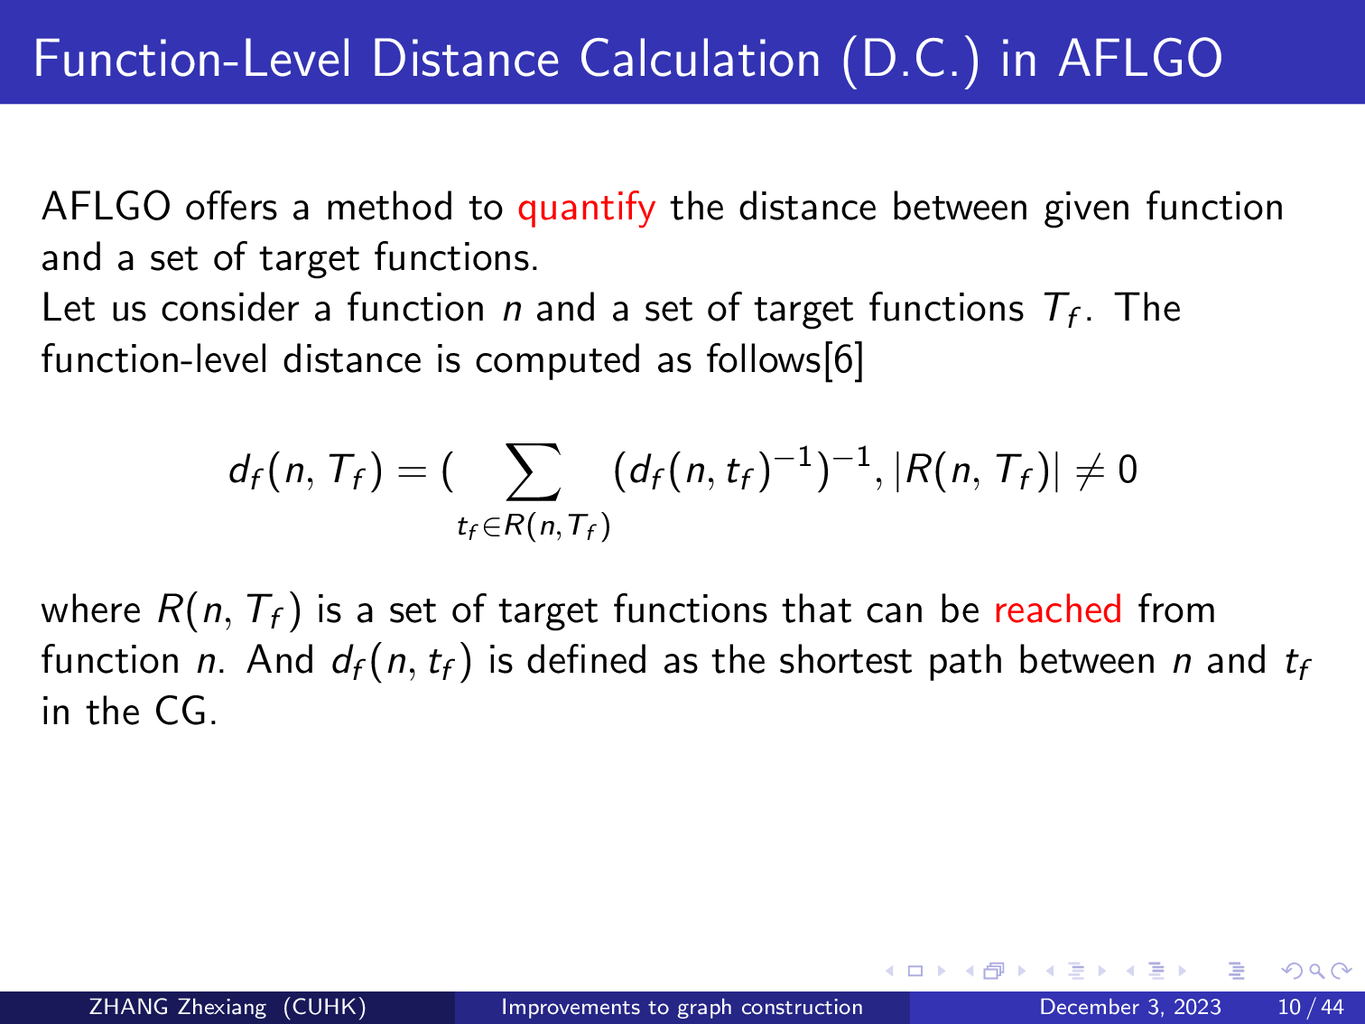 Function-Level Distance Calculation (D.C.) in AFLGO
AFLGO offers a method to quantify the distance between given function
and a set of target functions.
Let us consider a function n and a set of target functions T_f. The
function-level distance is computed as follows[6]
d_f(n, T_f) = ( ∑_{t_f∈R(n,T_f)} (d_f(n, t_f)^{−1})^{−1}, |R(n, T_f)| ≠ 0
where R(n, T_f) is a set of target functions that can be reached from
function n. And d_f(n, t_f) is defined as the shortest path between n and t_f
in the CG.
ZHANG Zhexiang (CUHK)
Improvements to graph construction
December 3, 2023
10 / 44